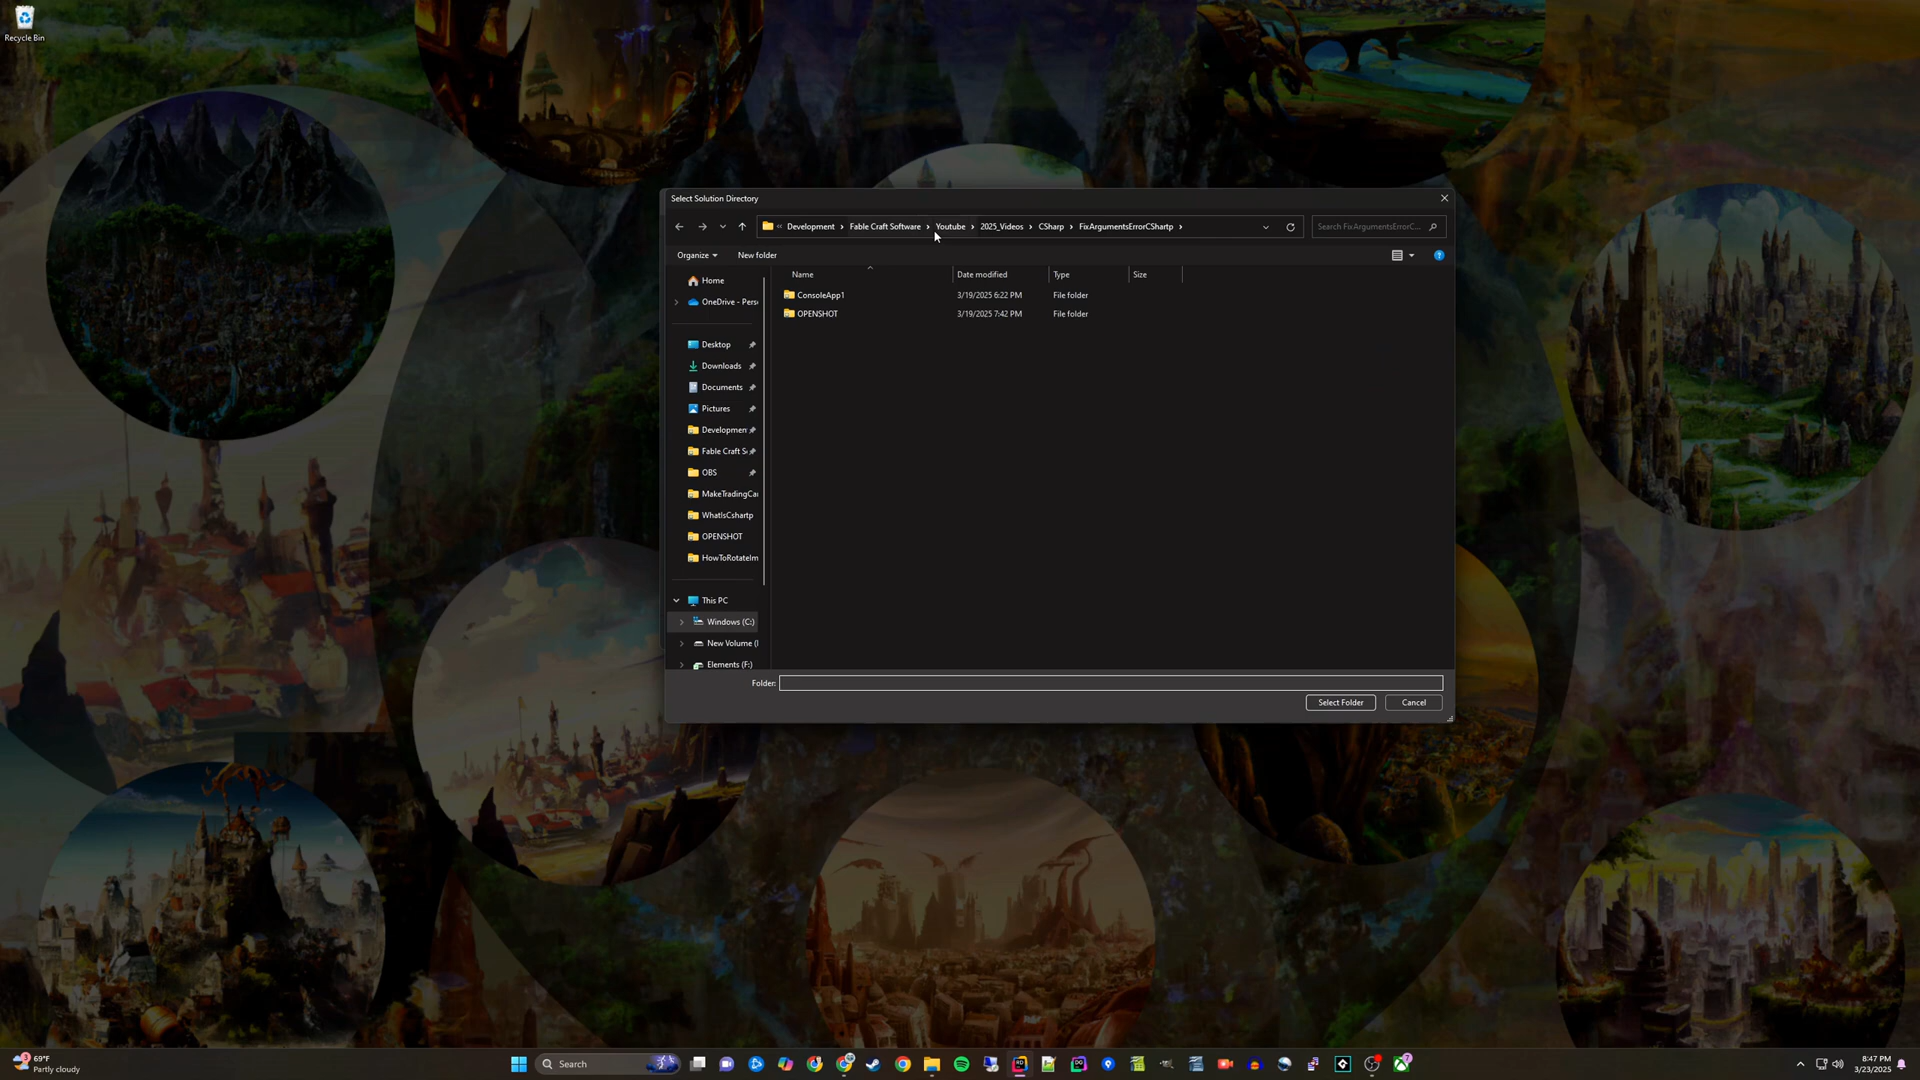 Recycle Bin
Select Solution Directory
« Development › Fable Craft Software › Youtube › 2025_Videos › CSharp › FixArgumentsErrorCShartp ›
Search FixArgumentsErrorC...
Organize
New folder
Name
Date modified
Type
Size
ConsoleApp1
3/19/2025 6:22 PM
File folder
OPENSHOT
3/19/2025 7:42 PM
File folder
Home
OneDrive - Pers
Desktop
Downloads
Documents
Pictures
Developmen
Fable Craft S
OBS
MakeTradingCa
WhatIsCshartp
OPENSHOT
HowToRotateIm
This PC
Windows (C:)
New Volume (
Elements (F:)
Folder:
Select Folder
Cancel
69°F
Partly cloudy
Search
8:47 PM
3/23/2025